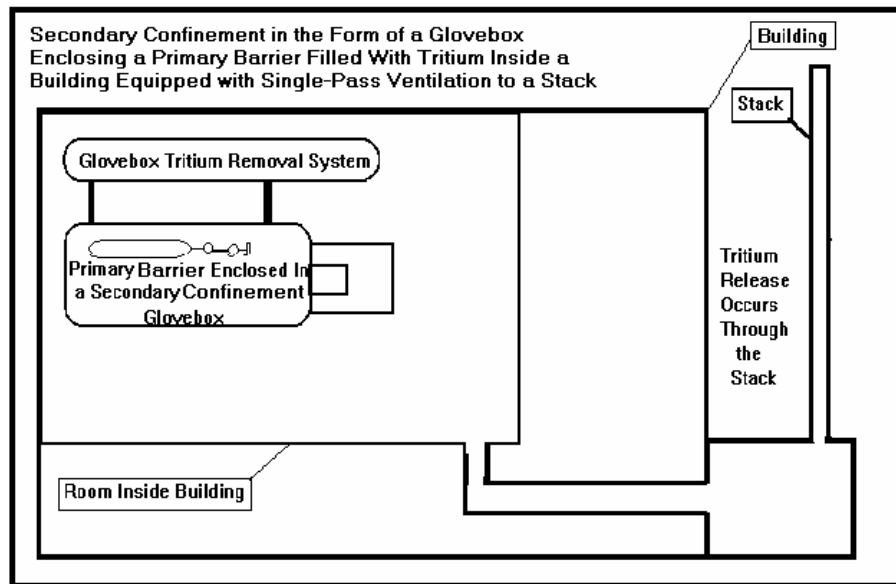 Secondary Confinement in the Form of a Glovebox
Enclosing a Primary Barrier Filled With Tritium Inside a
Building Equipped with Single-Pass Ventilation to a Stack
Building
Stack
Glovebox Tritium Removal System
Primary Barrier Enclosed In
a Secondary Confinement
Glovebox
Tritium
Release
Occurs
Through
the
Stack
Room Inside Building